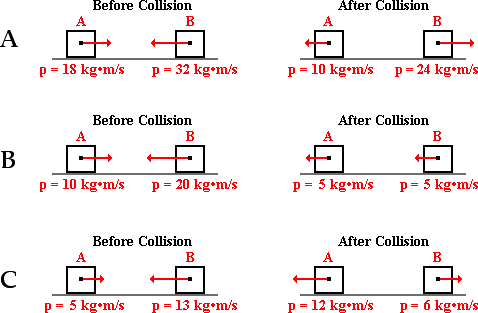 A
Before Collision After Collision
A B A B
p = 18 kg•m/s p = 32 kg•m/s p = 10 kg•m/s p = 24 kg•m/s
B
Before Collision After Collision
A B A B
p = 10 kg•m/s p = 20 kg•m/s p = 5 kg•m/s p = 5 kg•m/s
C
Before Collision After Collision
A B A B
p = 5 kg•m/s p = 13 kg•m/s p = 12 kg•m/s p = 6 kg•m/s